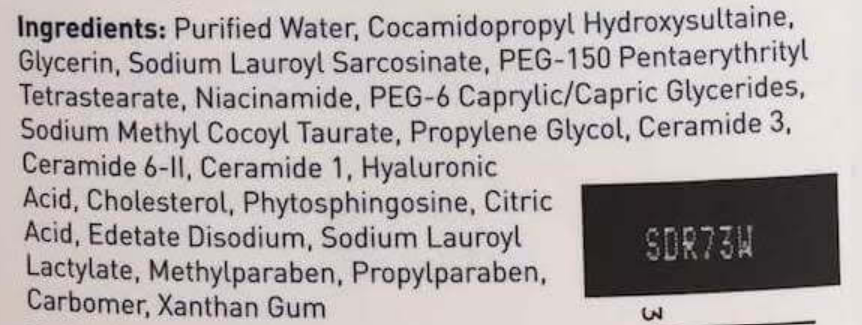 Ingredients: Purified Water, Cocamidopropyl Hydroxysultaine,
Glycerin, Sodium Lauroyl Sarcosinate, PEG-150 Pentaerythrityl
Tetrastearate, Niacinamide, PEG-6 Caprylic/Capric Glycerides,
Sodium Methyl Cocoyl Taurate, Propylene Glycol, Ceramide 3,
Ceramide 6-II, Ceramide 1, Hyaluronic
Acid, Cholesterol, Phytosphingosine, Citric
Acid, Edetate Disodium, Sodium Lauroyl
Lactylate, Methylparaben, Propylparaben,
Carbomer, Xanthan Gum
SDR73W
3